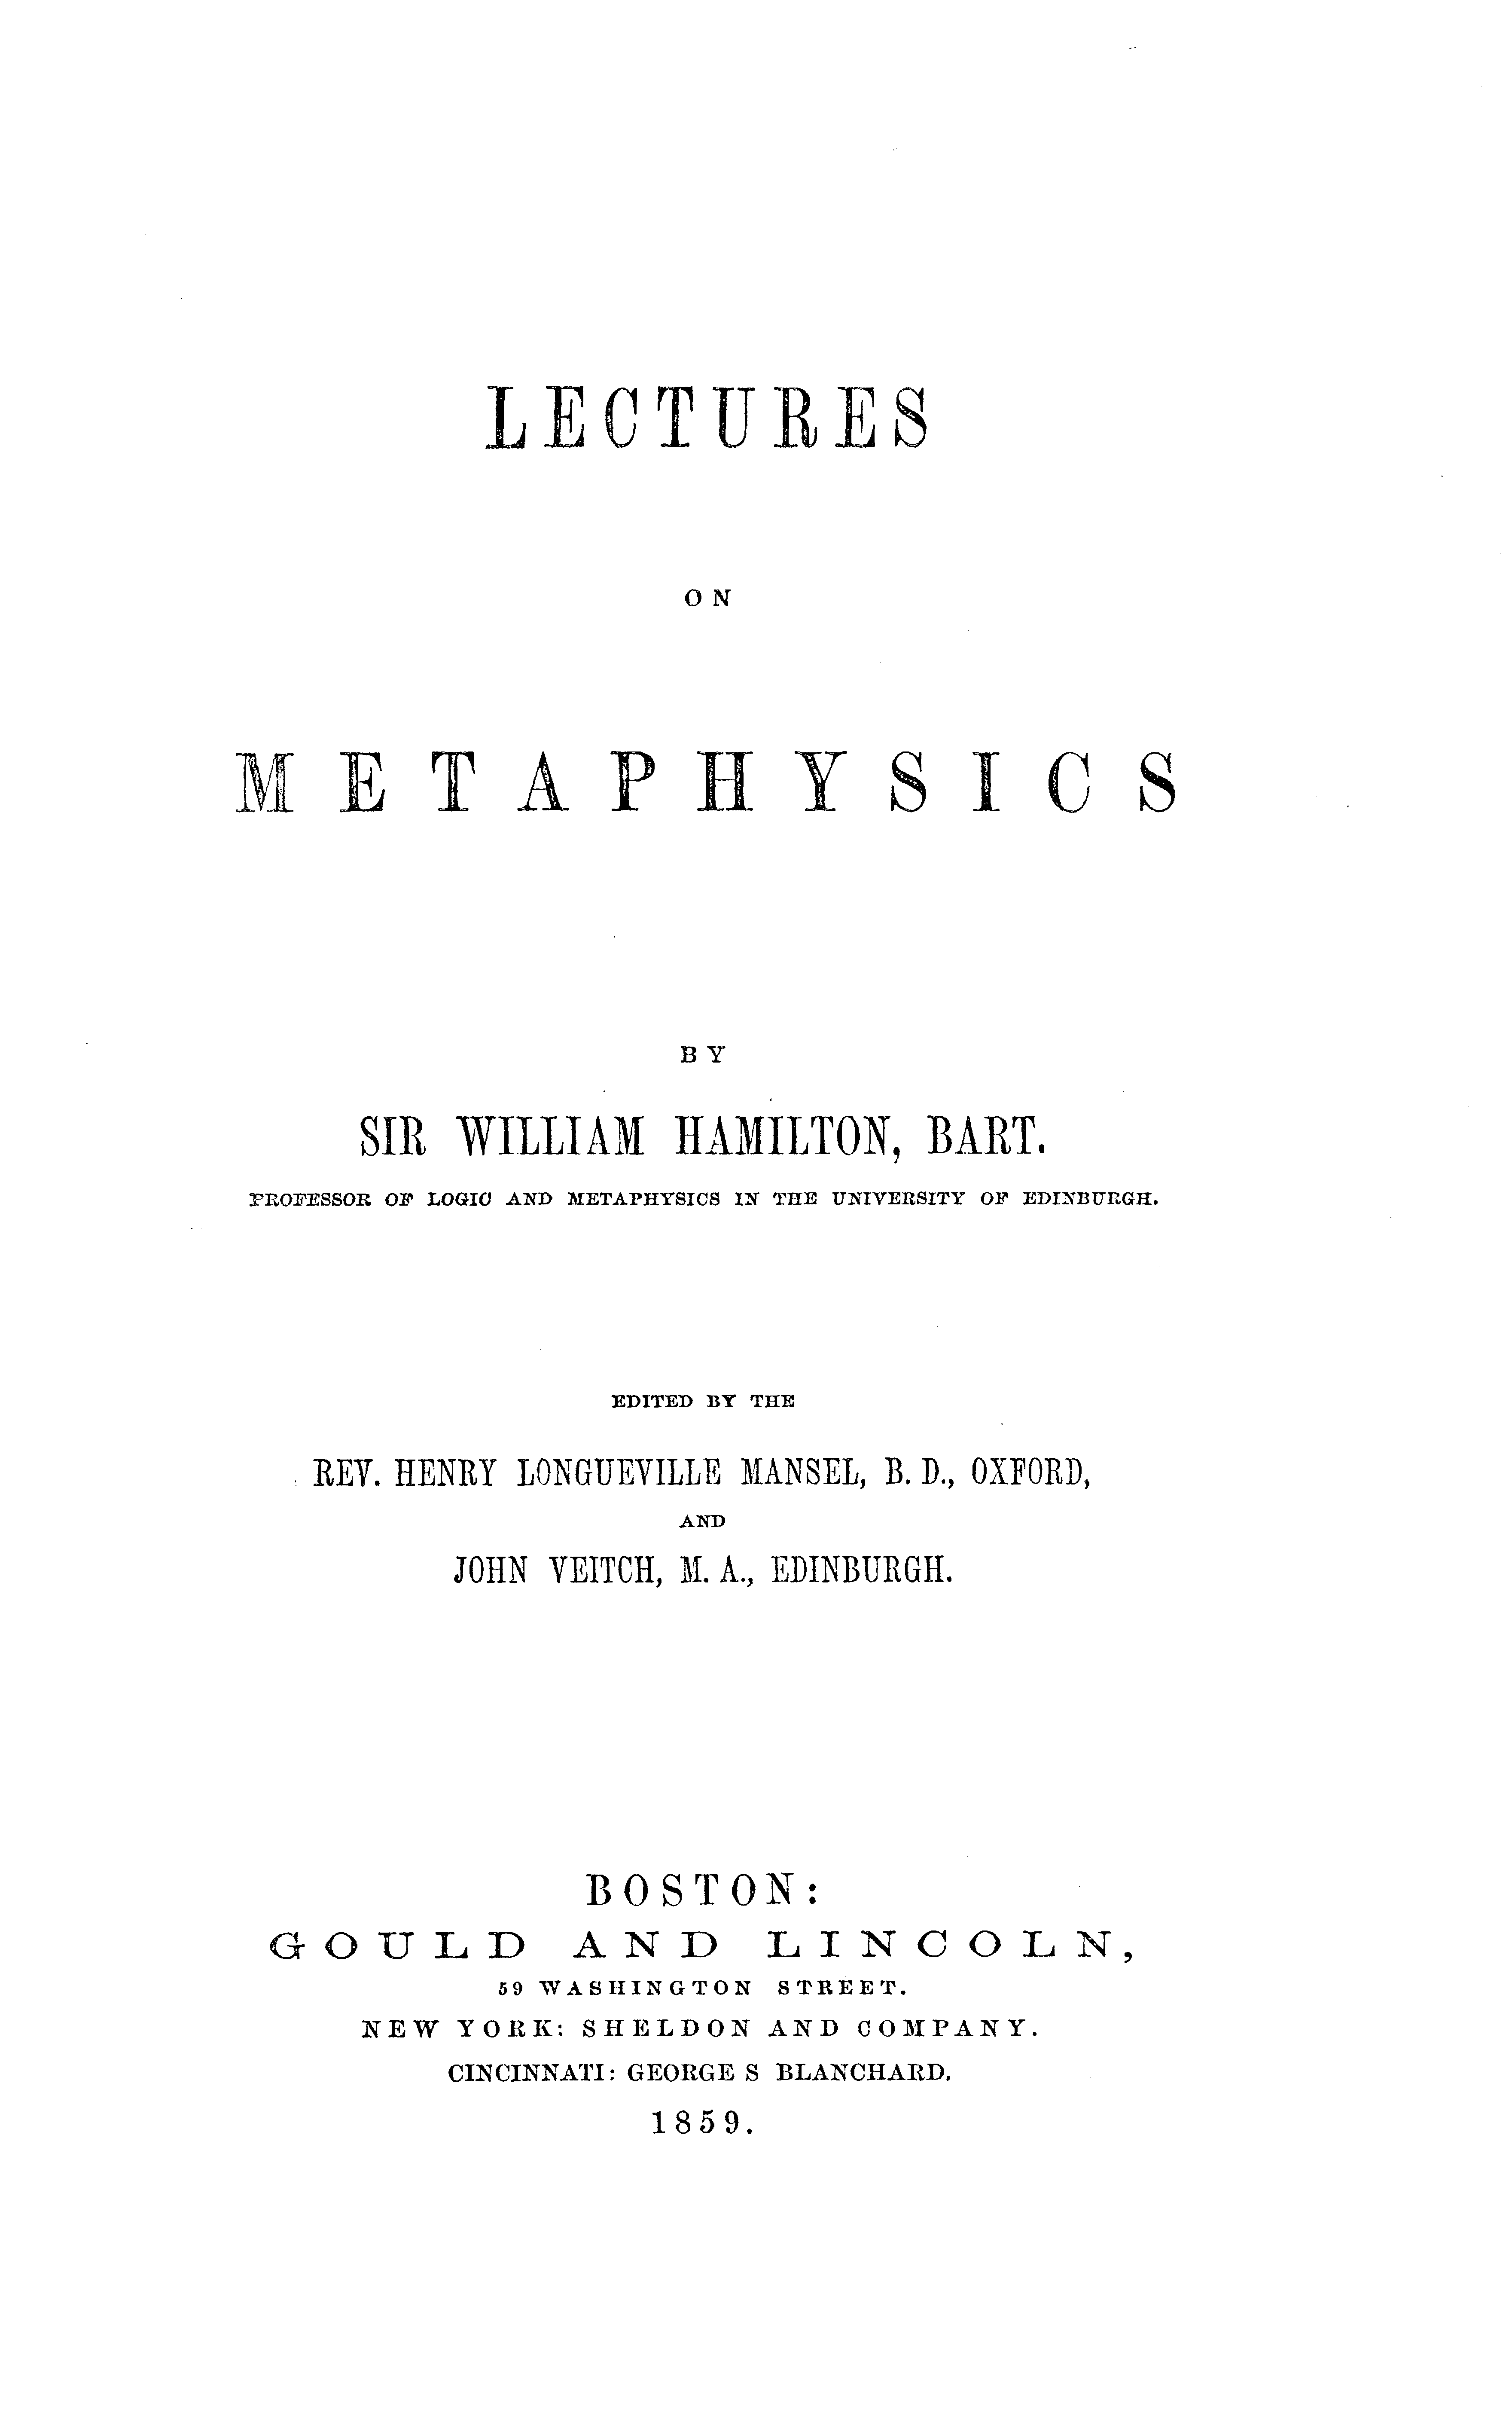 LECTURES
ON
METAPHYSICS
BY
SIR WILLIAM HAMILTON, BART.
PROFESSOR OF LOGIC AND METAPHYSICS IN THE UNIVERSITY OF EDINBURGH.
EDITED BY THE
REV. HENRY LONGUEVILLE MANSEL, B. D., OXFORD,
AND
JOHN VEITCH, M. A., EDINBURGH.
BOSTON:
GOULD AND LINCOLN,
59 WASHINGTON STREET.
NEW YORK: SHELDON AND COMPANY.
CINCINNATI: GEORGE S BLANCHARD.
1859.